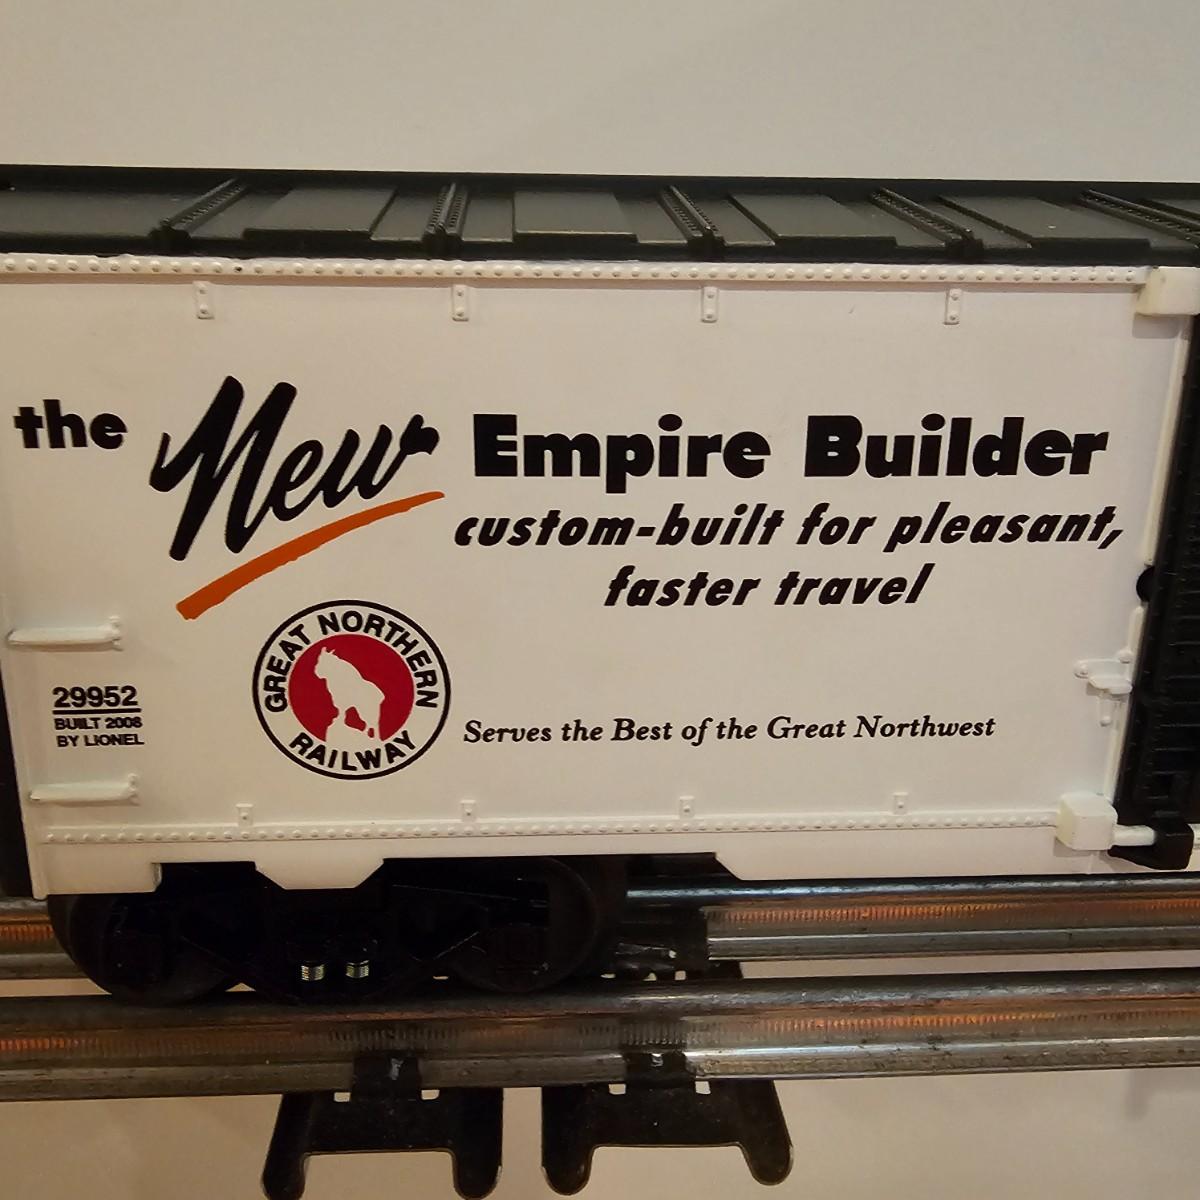 the New Empire Builder
custom-built for pleasant,
faster travel
GREAT NORTHERN
RAILWAY
29952
BUILT 2008
BY LIONEL
Serves the Best of the Great Northwest